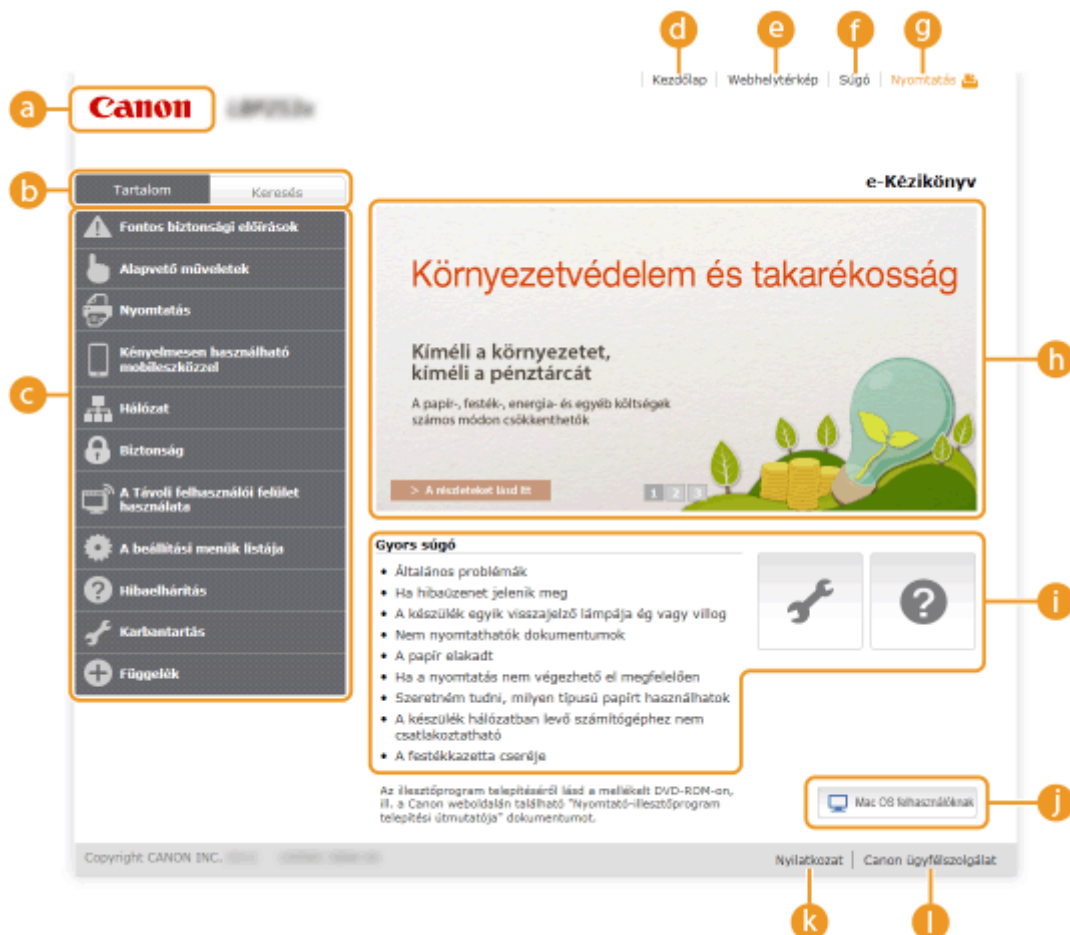 d e f g
Kezdőlap Webhelytérkép Súgó Nyomtatás
a Canon
b Tartalom Keresés
e-Kézikönyv
c
Fontos biztonsági előírások
Alapvető műveletek
Nyomtatás
Kényelmesen használható
mobileszközzel
Hálózat
Biztonság
A Távoli felhasználói felület
használata
A beállítási menük listája
Hibaelhárítás
Karbantartás
Függelék
Környezetvédelem és takarékosság
Kíméli a környezetet,
kíméli a pénztárcát
A papír-, festék-, energia- és egyéb költségek
számos módon csökkenthetők
> A részleteket lásd itt
1 2 3
h
Gyors súgó
• Általános problémák
• Ha hibaüzenet jelenik meg
• A készülék egyik visszajelző lámpája ég vagy villog
• Nem nyomtathatók dokumentumok
• A papír elakadt
• Ha a nyomtatás nem végezhető el megfelelően
• Szeretném tudni, milyen típusú papírt használhatok
• A készülék hálózatban levő számítógéphez nem
csatlakoztatható
• A festékkazetta cseréje
i
Az illesztőprogram telepítéséről lásd a mellékelt DVD-ROM-on,
ill. a Canon weboldalán található "Nyomtató-illesztőprogram
telepítési útmutatója" dokumentumot.
Mac OS felhasználóknak
j
Copyright CANON INC.
Nyilatkozat Canon ügyfélszolgálat
k l